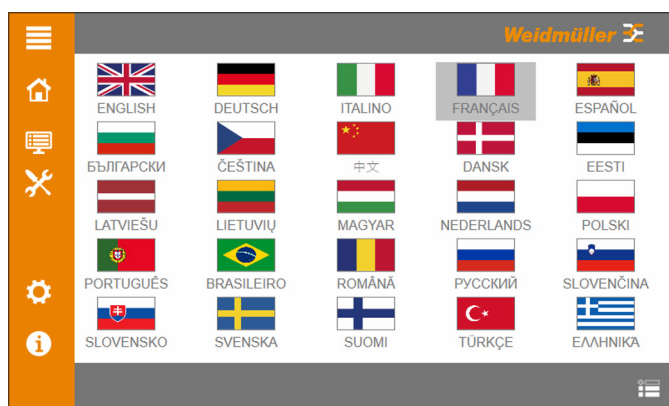 Weidmüller
ENGLISH DEUTSCH ITALINO FRANÇAIS ESPAÑOL
БЪЛГАРСКИ ČEŠTINA 中文 DANSK EESTI
LATVIEŠU LIETUVIŲ MAGYAR NEDERLANDS POLSKI
PORTUGUÊS BRASILEIRO ROMÂNĂ РУССКИЙ SLOVENČINA
SLOVENSKO SVENSKA SUOMI TÜRKÇE ΕΛΛΗΝΙΚΆ